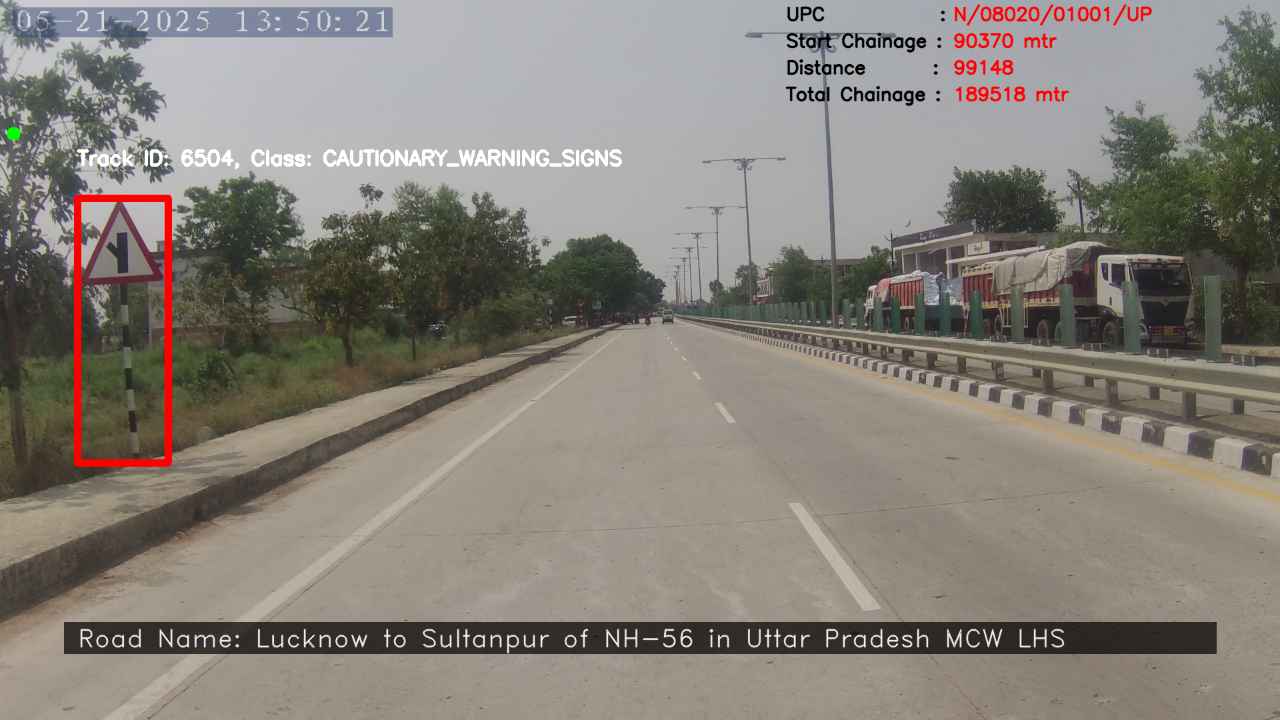 05-21-2025 13:50:21
UPC : N/08020/01001/UP
Start Chainage : 90370 mtr
Distance : 99148
Total Chainage : 189518 mtr
Track ID: 6504, Class: CAUTIONARY_WARNING_SIGNS
Road Name: Lucknow to Sultanpur of NH-56 in Uttar Pradesh MCW LHS